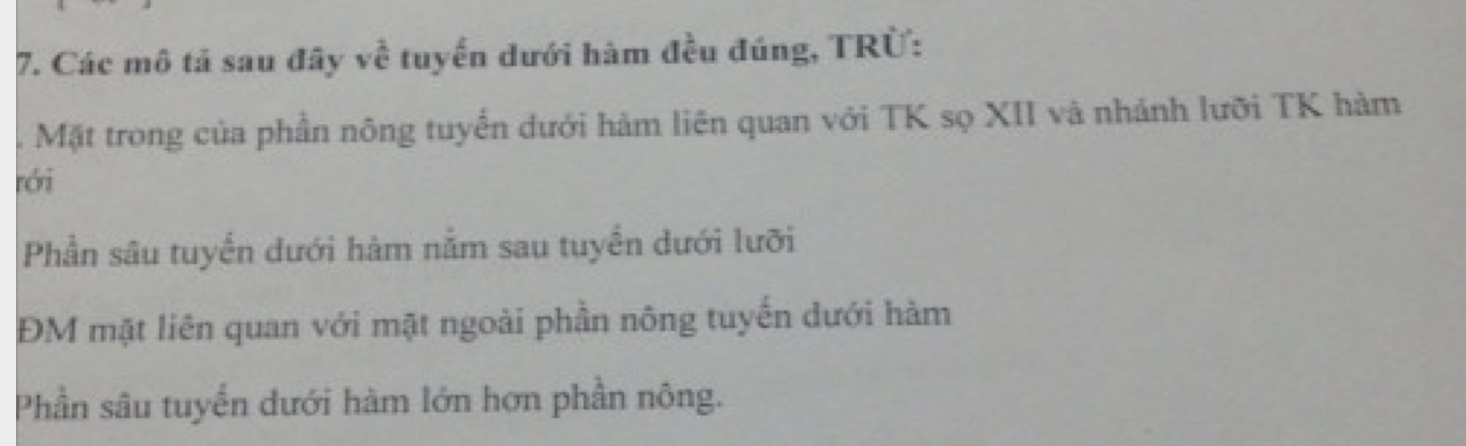 7. Các mô tả sau đây về tuyến dưới hàm đều đúng, TRỪ:
. Mặt trong của phần nông tuyến dưới hàm liên quan với TK sọ XII và nhánh lưỡi TK hàm
ưới
Phần sâu tuyến dưới hàm nằm sau tuyến dưới lưỡi
ĐM mặt liên quan với mặt ngoài phần nông tuyến dưới hàm
Phần sâu tuyến dưới hàm lớn hơn phần nông.